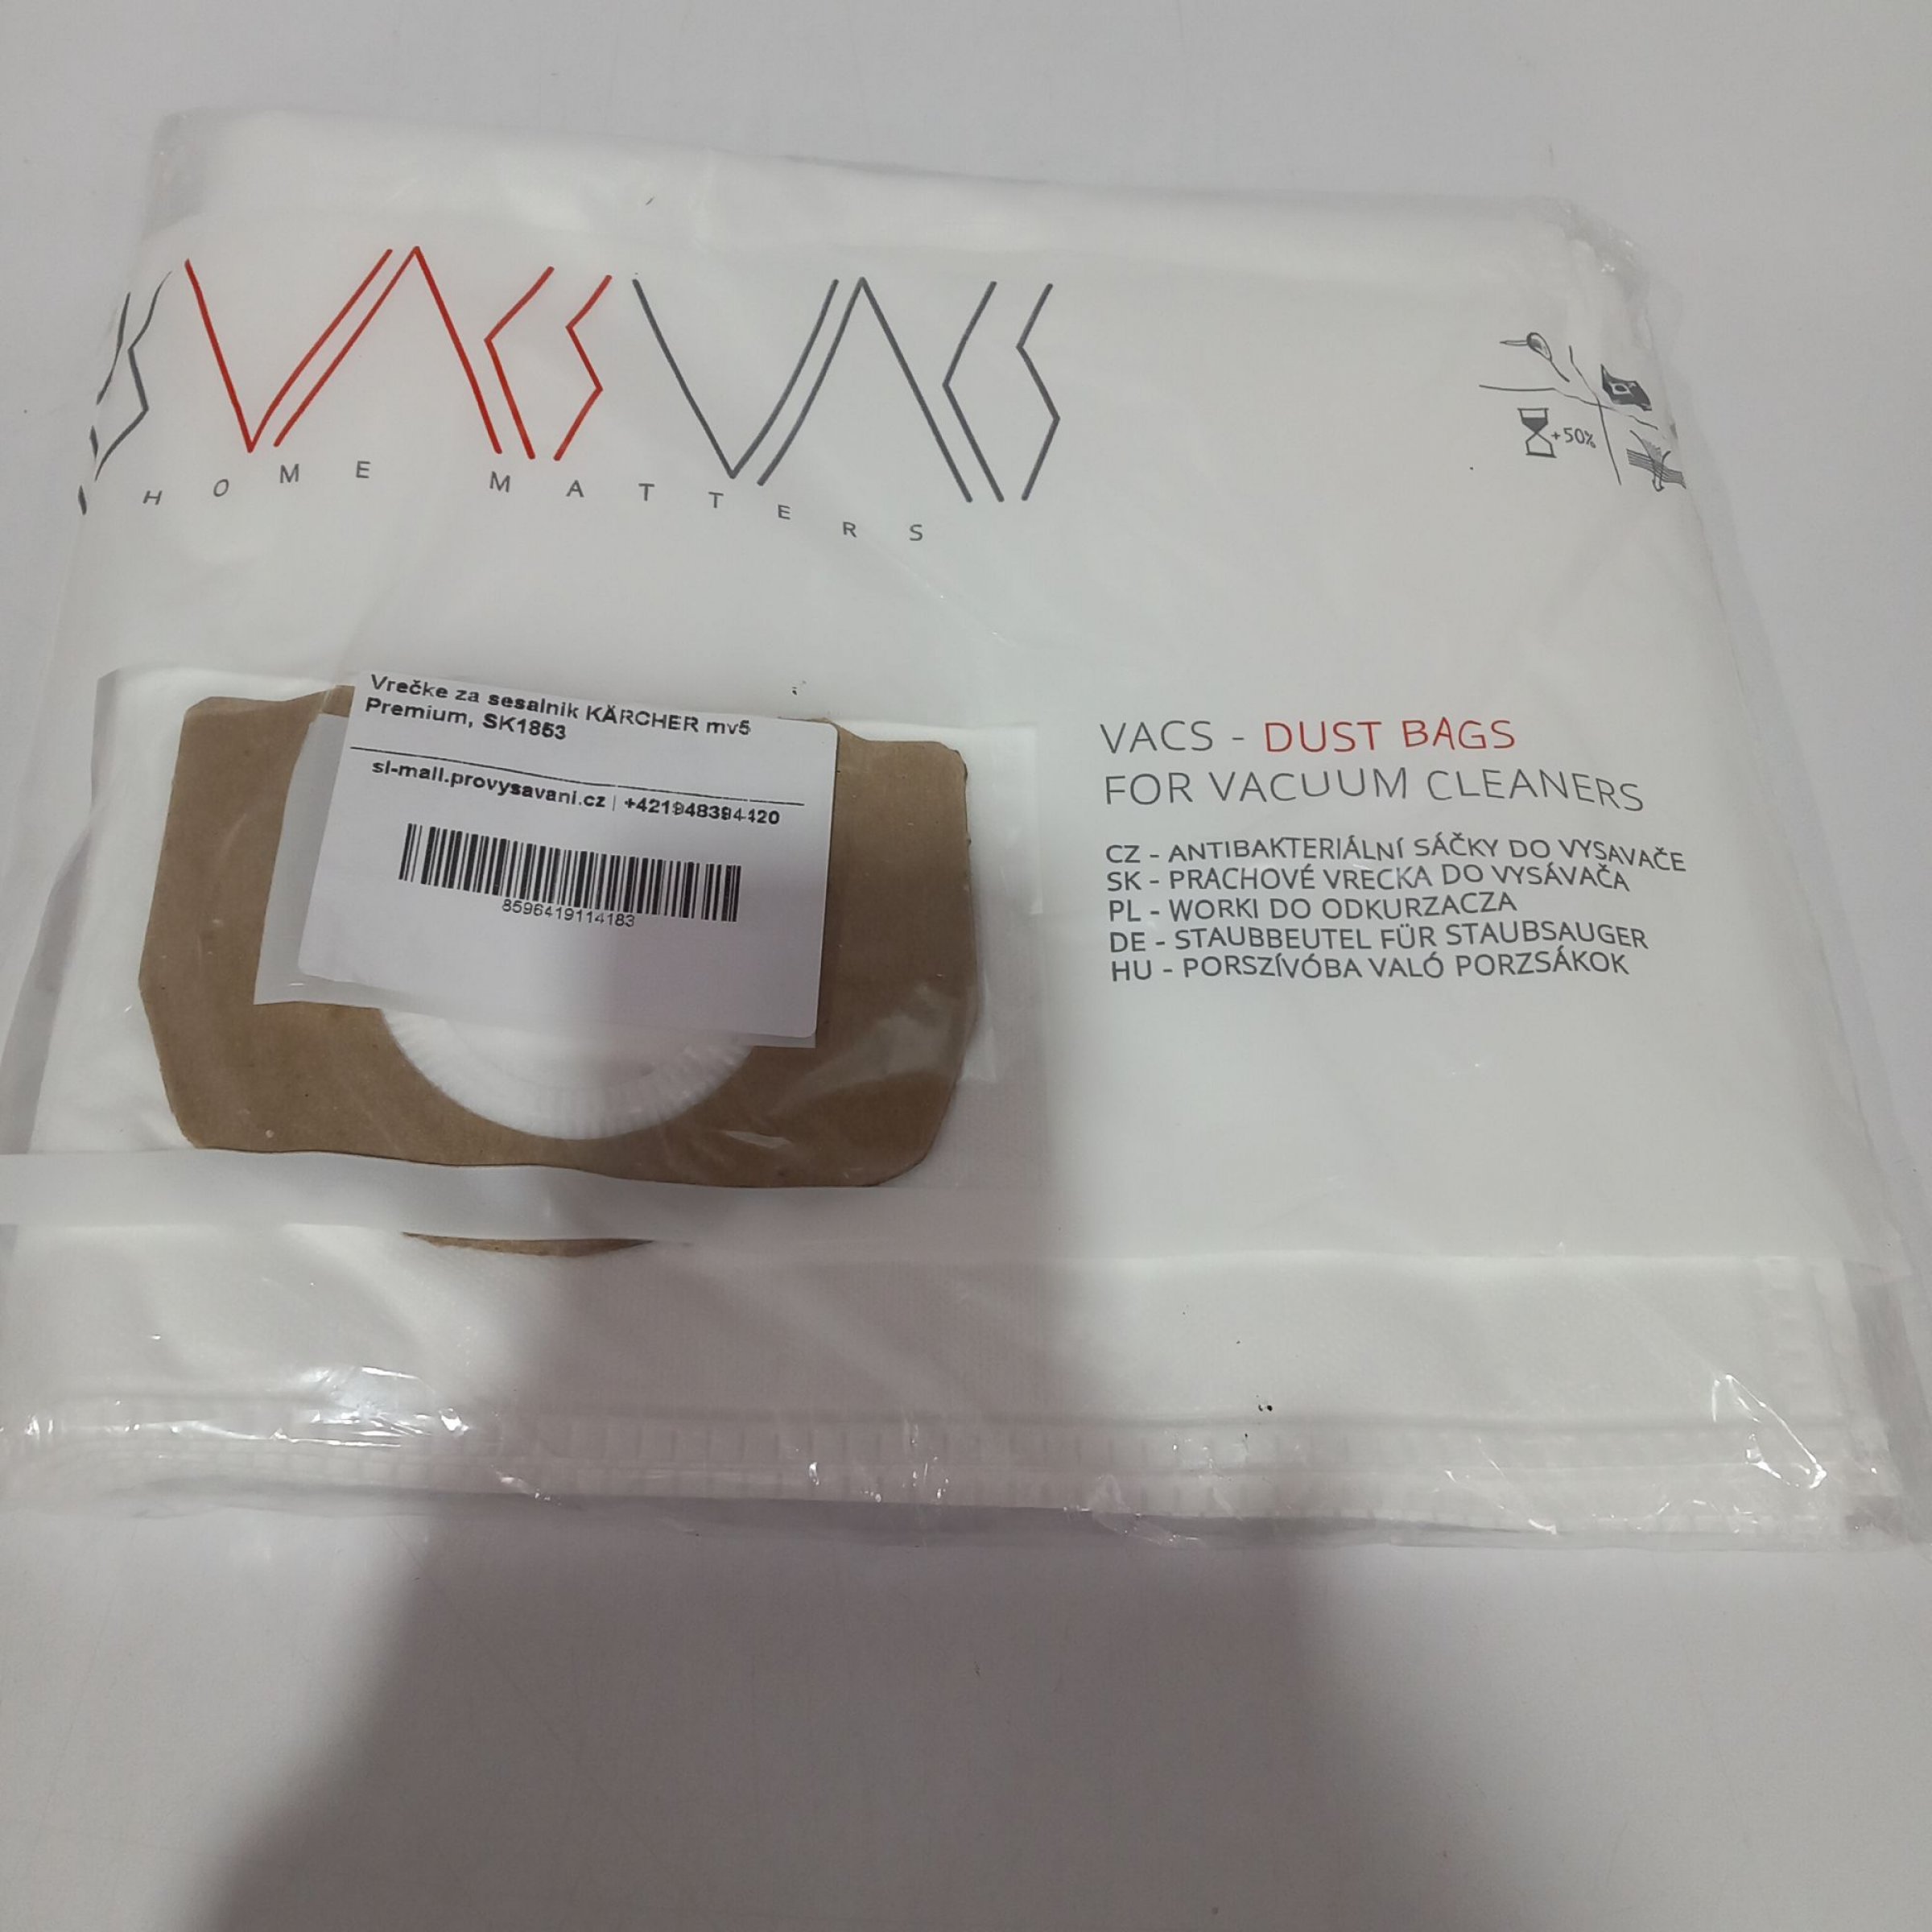 VACS VACS
HOME MATTERS
+50%
Vrečke za sesalnik KÄRCHER mv5
Premium, SK1853
sl-mall.provysavani.cz | +421948394420
8596419114183
VACS - DUST BAGS
FOR VACUUM CLEANERS
CZ - ANTIBAKTERIÁLNÍ SÁČKY DO VYSAVAČE
SK - PRACHOVÉ VRECKA DO VYSÁVAČA
PL - WORKI DO ODKURZACZA
DE - STAUBBEUTEL FÜR STAUBSAUGER
HU - PORSZÍVÓBA VALÓ PORZSÁKOK